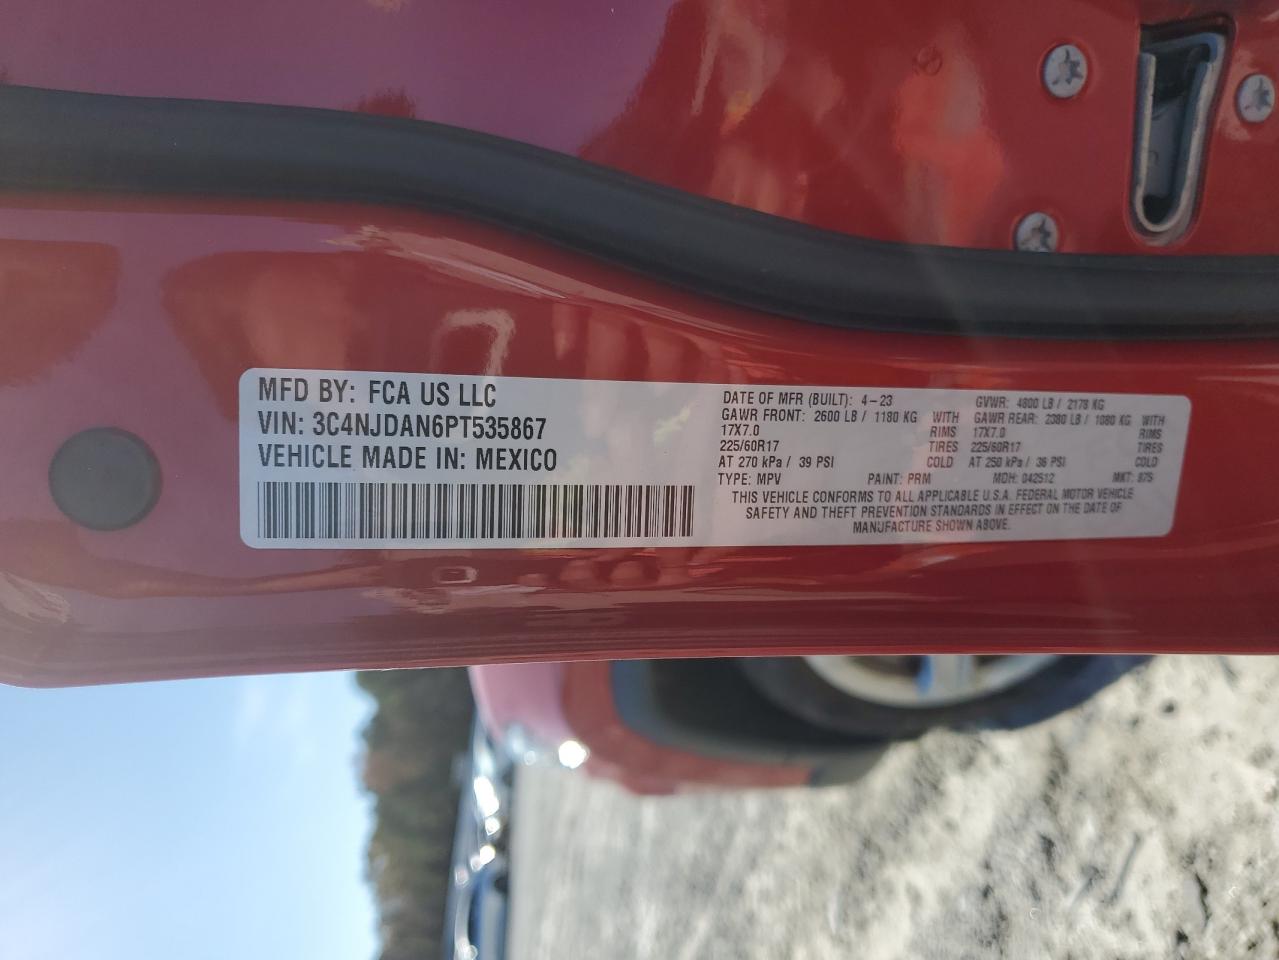 MFD BY: FCA US LLC
VIN: 3C4NJDAN6PT535867
VEHICLE MADE IN: MEXICO
DATE OF MFR (BUILT): 4-23 GVWR: 4800 LB / 2178 KG
GAWR FRONT: 2600 LB / 1180 KG WITH GAWR REAR: 2380 LB / 1080 KG WITH
17X7.0 RIMS 17X7.0 RIMS
225/60R17 TIRES 225/60R17 TIRES
AT 270 kPa / 39 PSI COLD AT 250 kPa / 36 PSI COLD
TYPE: MPV PAINT: PRM MDH: 042512 MKT: 87S
THIS VEHICLE CONFORMS TO ALL APPLICABLE U.S.A. FEDERAL MOTOR VEHICLE
SAFETY AND THEFT PREVENTION STANDARDS IN EFFECT ON THE DATE OF
MANUFACTURE SHOWN ABOVE.